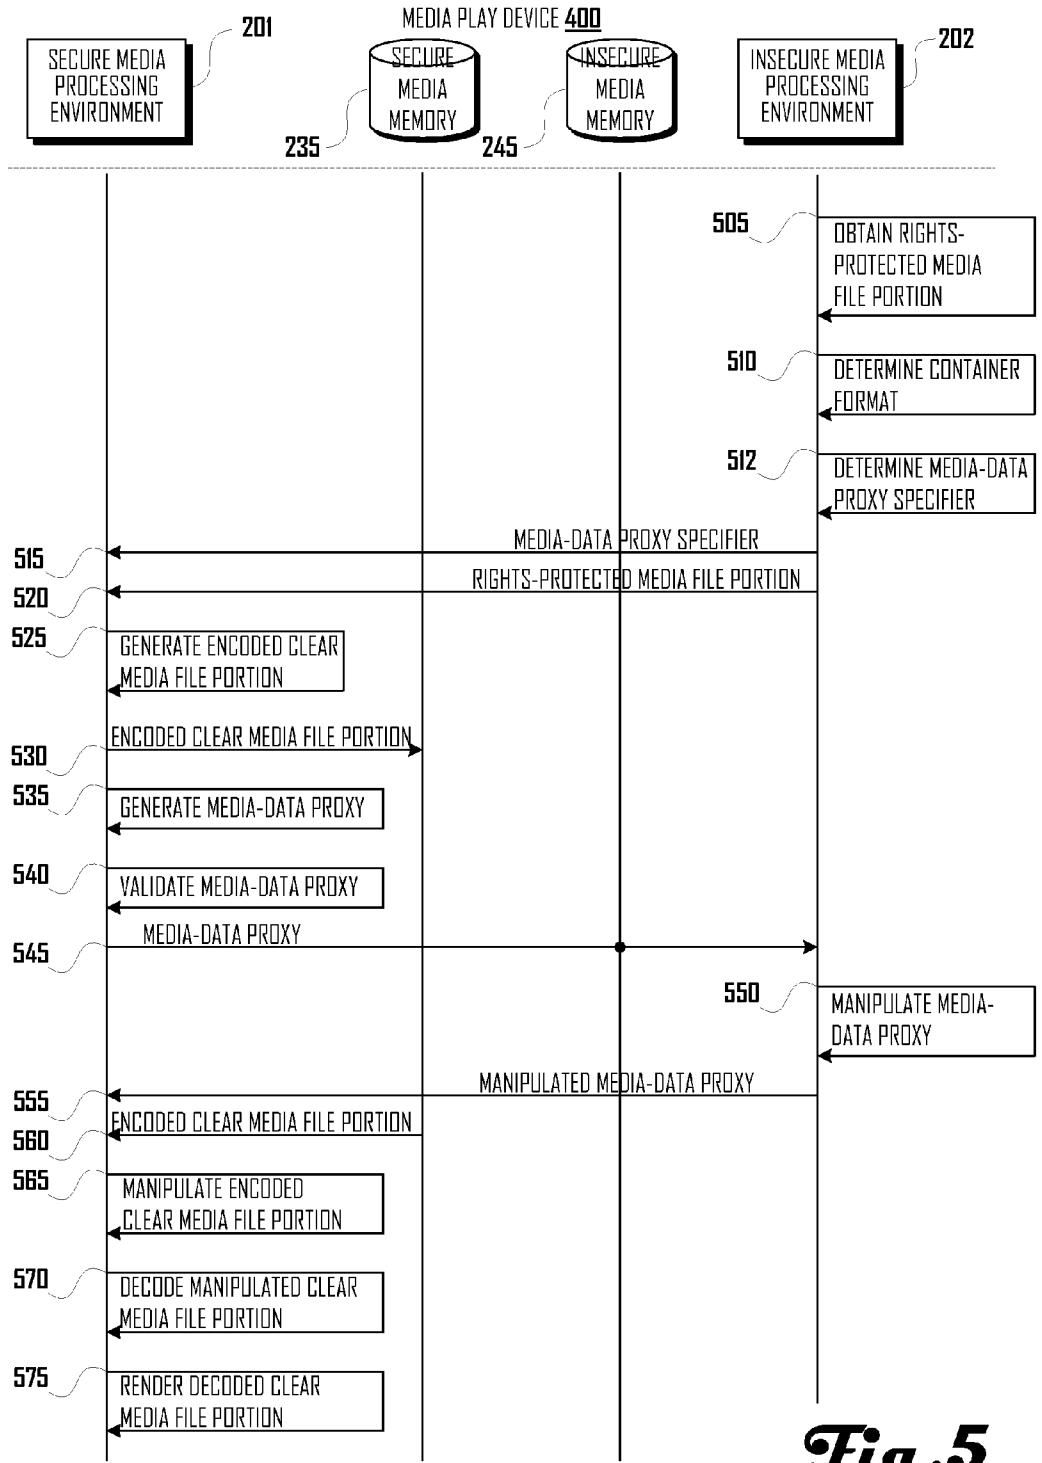 MEDIA PLAY DEVICE 400
201
SECURE MEDIA
PROCESSING
ENVIRONMENT
SECURE
MEDIA
MEMORY
235
INSECURE
MEDIA
MEMORY
245
INSECURE MEDIA
PROCESSING
ENVIRONMENT
202
505
OBTAIN RIGHTS-
PROTECTED MEDIA
FILE PORTION
510
DETERMINE CONTAINER
FORMAT
512
DETERMINE MEDIA-DATA
PROXY SPECIFIER
515
MEDIA-DATA PROXY SPECIFIER
520
RIGHTS-PROTECTED MEDIA FILE PORTION
525
GENERATE ENCODED CLEAR
MEDIA FILE PORTION
530
ENCODED CLEAR MEDIA FILE PORTION
535
GENERATE MEDIA-DATA PROXY
540
VALIDATE MEDIA-DATA PROXY
545
MEDIA-DATA PROXY
550
MANIPULATE MEDIA-
DATA PROXY
555
MANIPULATED MEDIA-DATA PROXY
560
ENCODED CLEAR MEDIA FILE PORTION
565
MANIPULATE ENCODED
CLEAR MEDIA FILE PORTION
570
DECODE MANIPULATED CLEAR
MEDIA FILE PORTION
575
RENDER DECODED CLEAR
MEDIA FILE PORTION
Fig.5